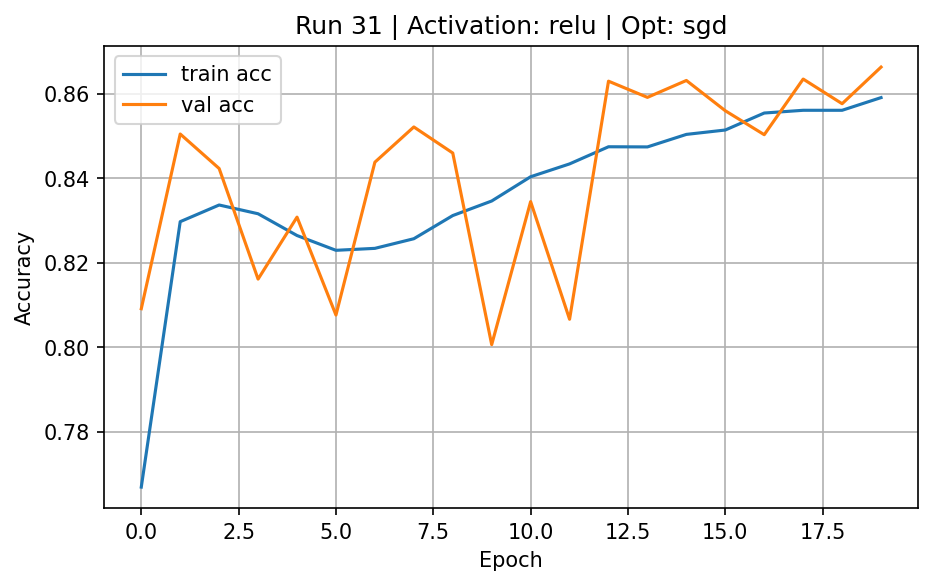 Run 31 | Activation: relu | Opt: sgd
train acc
val acc
0.86
0.84
0.82
0.80
0.78
Accuracy
0.0 2.5 5.0 7.5 10.0 12.5 15.0 17.5
Epoch